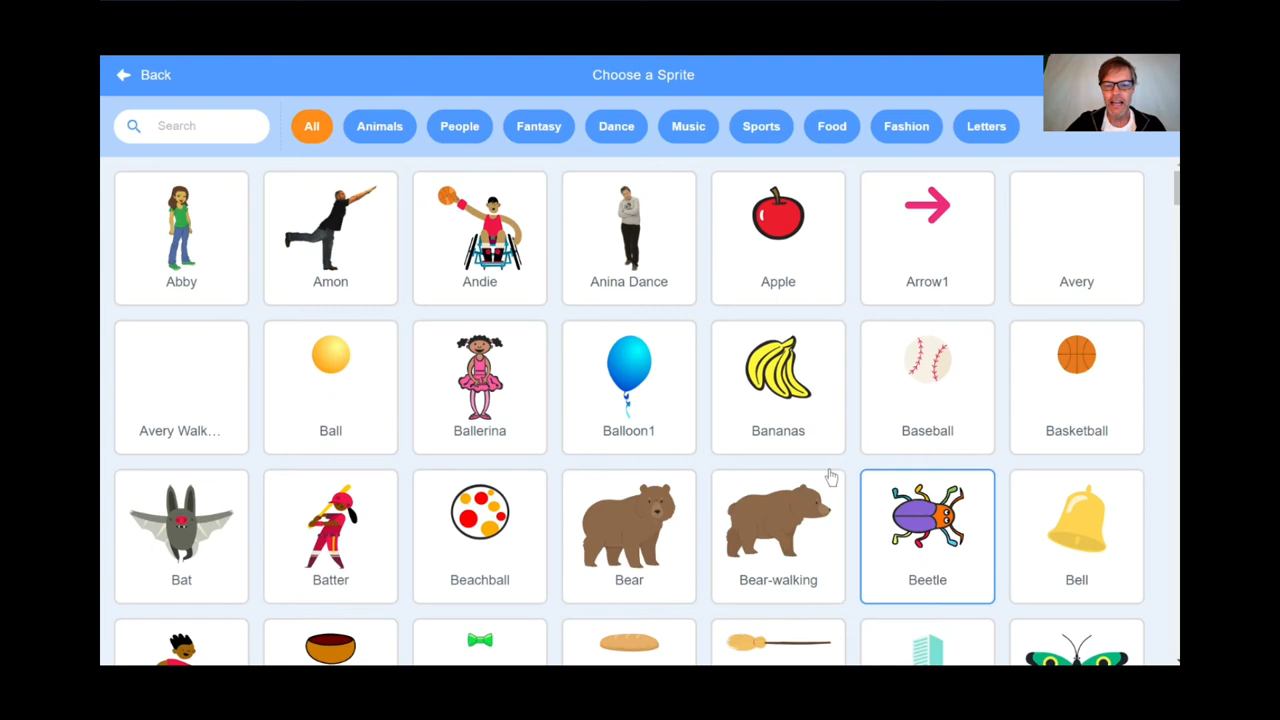 Back
Choose a Sprite
Search
All
Animals
People
Fantasy
Dance
Music
Sports
Food
Fashion
Letters
Abby
Amon
Andie
Anina Dance
Apple
Arrow1
Avery
Avery Walk...
Ball
Ballerina
Balloon1
Bananas
Baseball
Basketball
Bat
Batter
Beachball
Bear
Bear-walking
Beetle
Bell